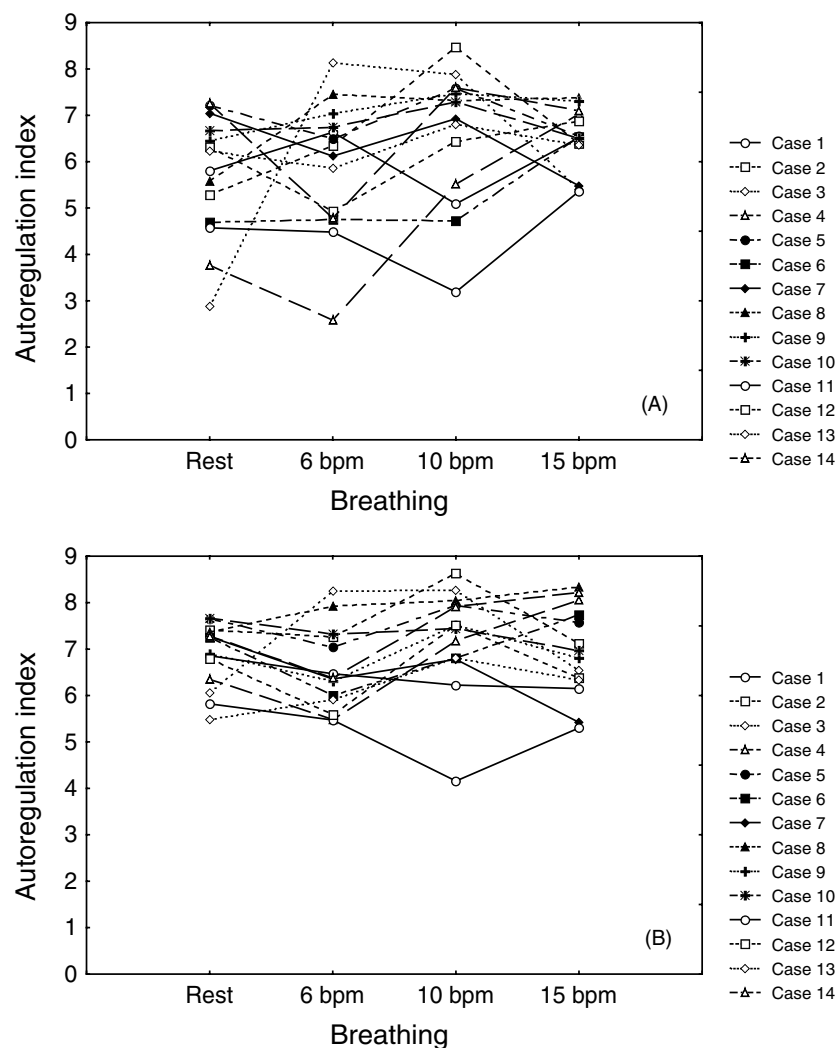 9
8
7
6
5
4
3
2
1
0
Autoregulation index
Rest 6 bpm 10 bpm 15 bpm
Breathing
(A)
Case 1
Case 2
Case 3
Case 4
Case 5
Case 6
Case 7
Case 8
Case 9
Case 10
Case 11
Case 12
Case 13
Case 14
9
8
7
6
5
4
3
2
1
0
Autoregulation index
Rest 6 bpm 10 bpm 15 bpm
Breathing
(B)
Case 1
Case 2
Case 3
Case 4
Case 5
Case 6
Case 7
Case 8
Case 9
Case 10
Case 11
Case 12
Case 13
Case 14